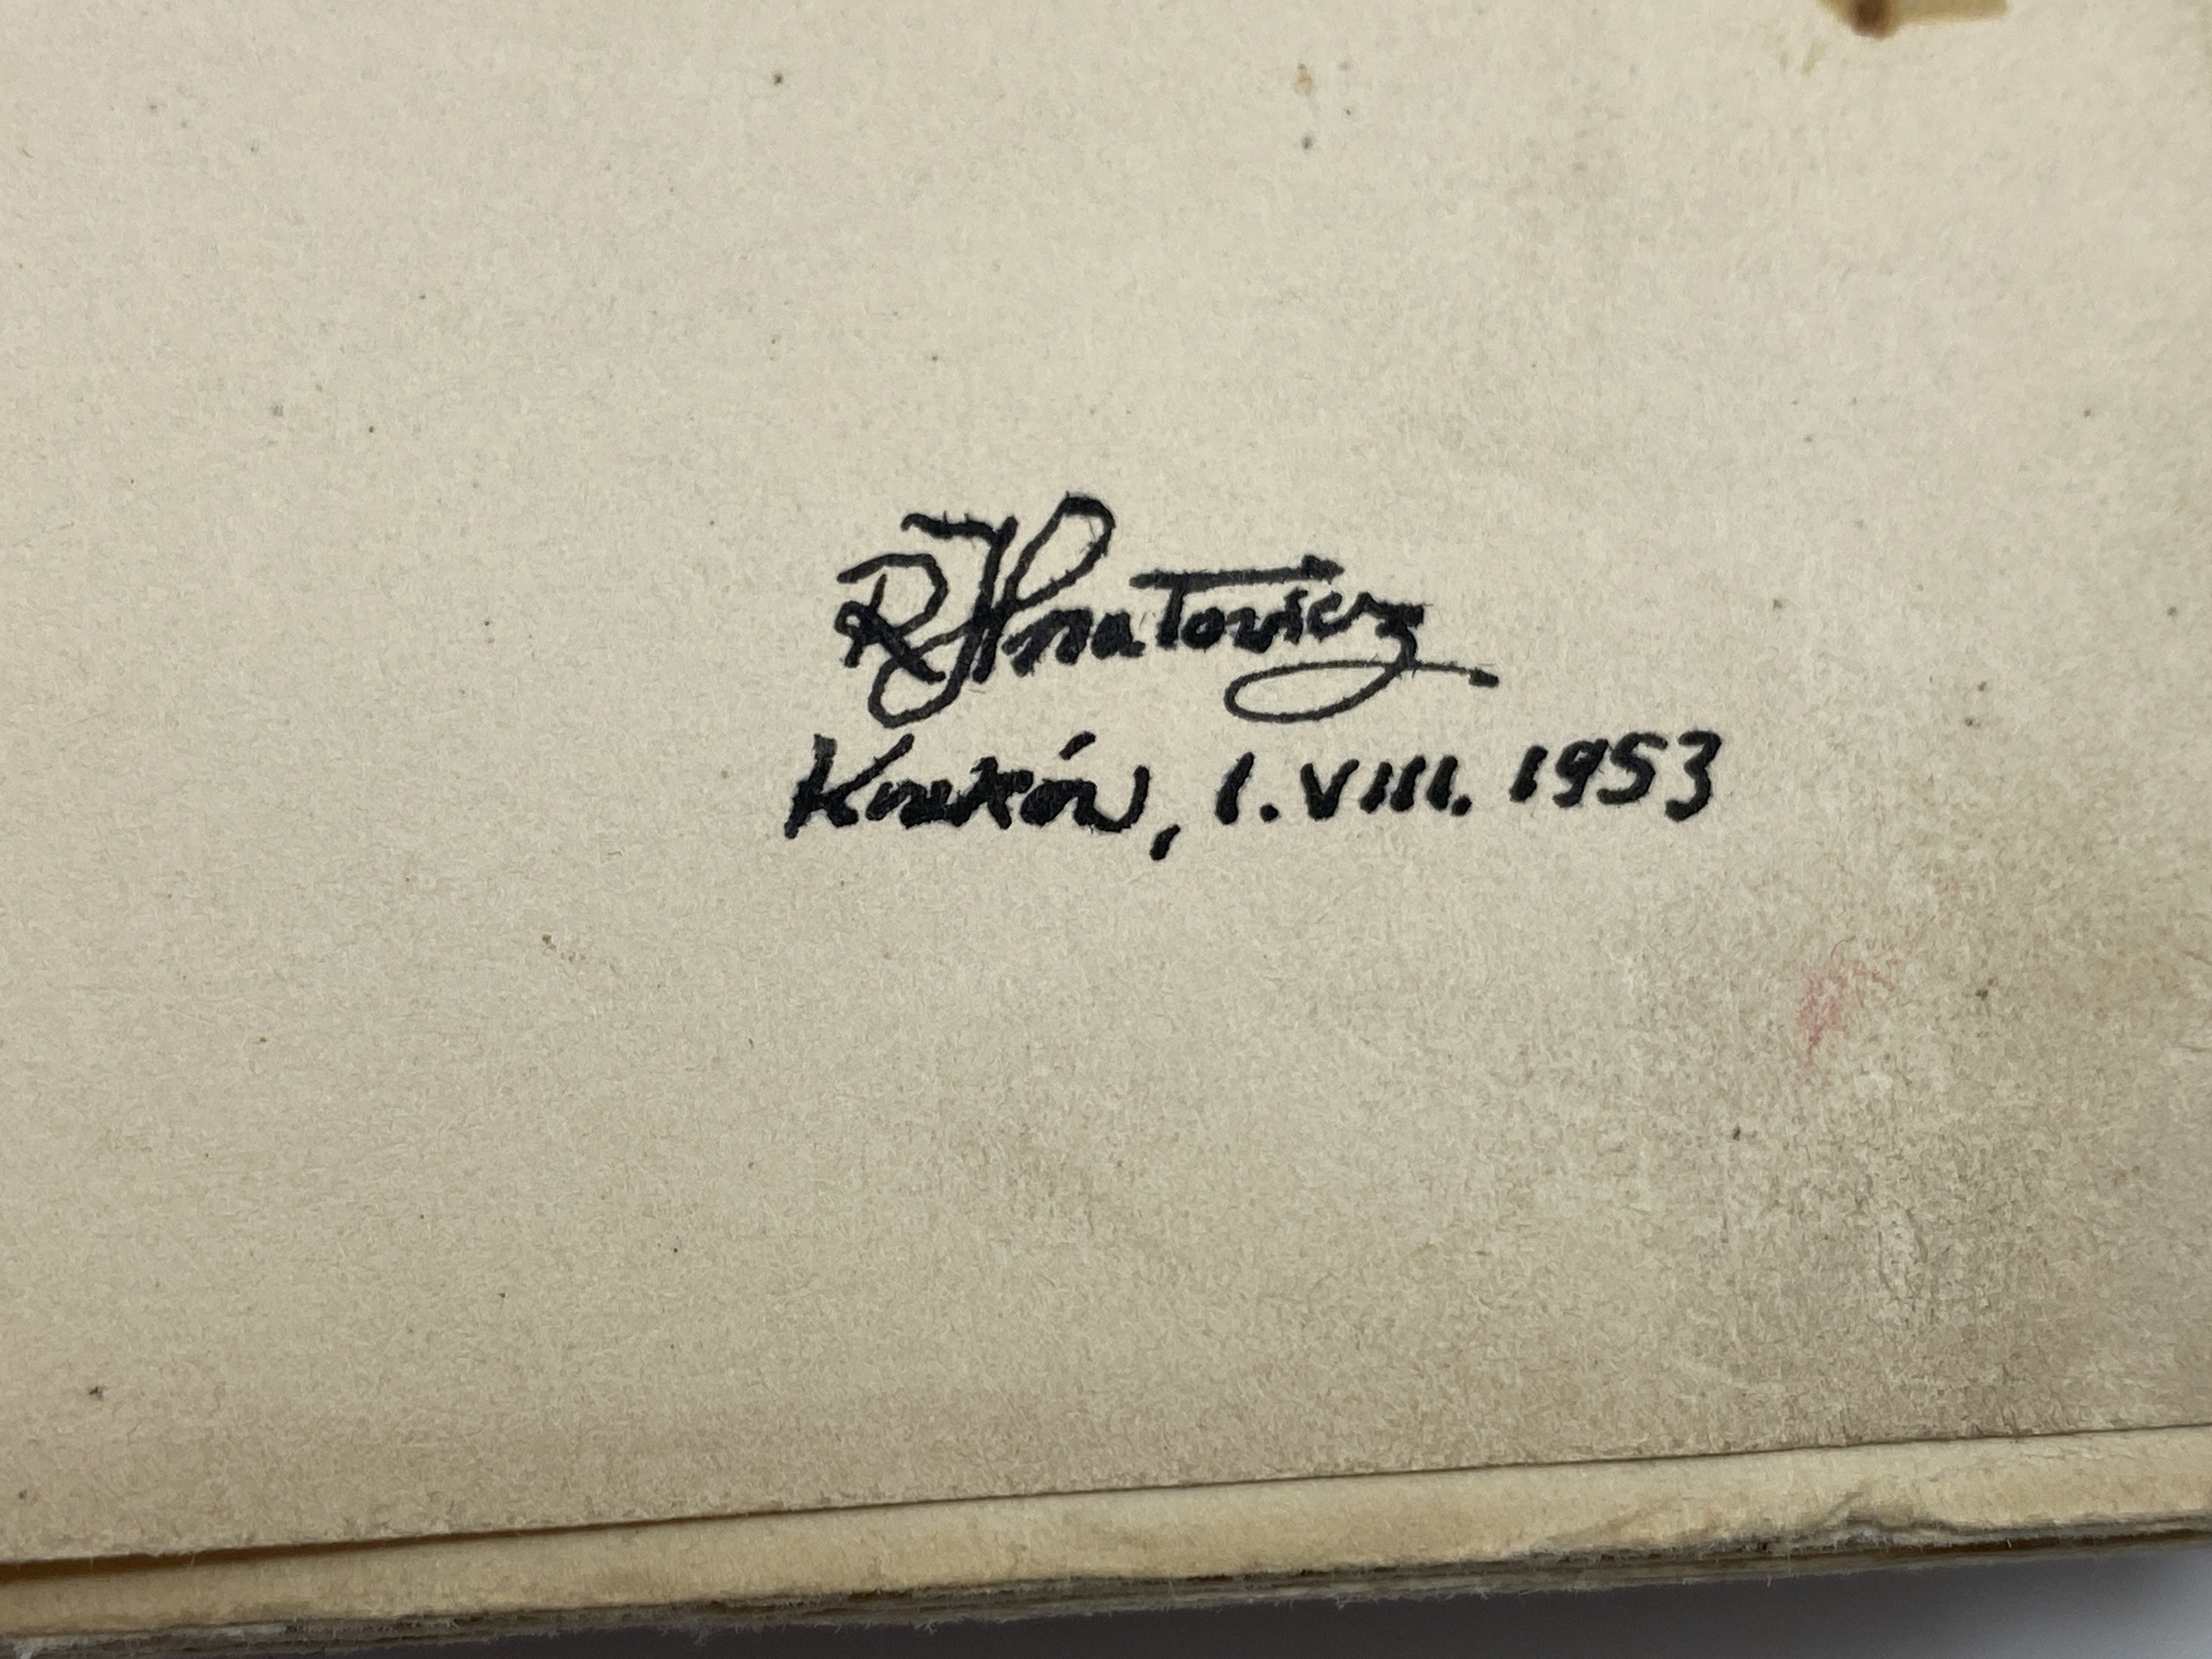 R Hnatowicz
Kraków, 1. VIII. 1953